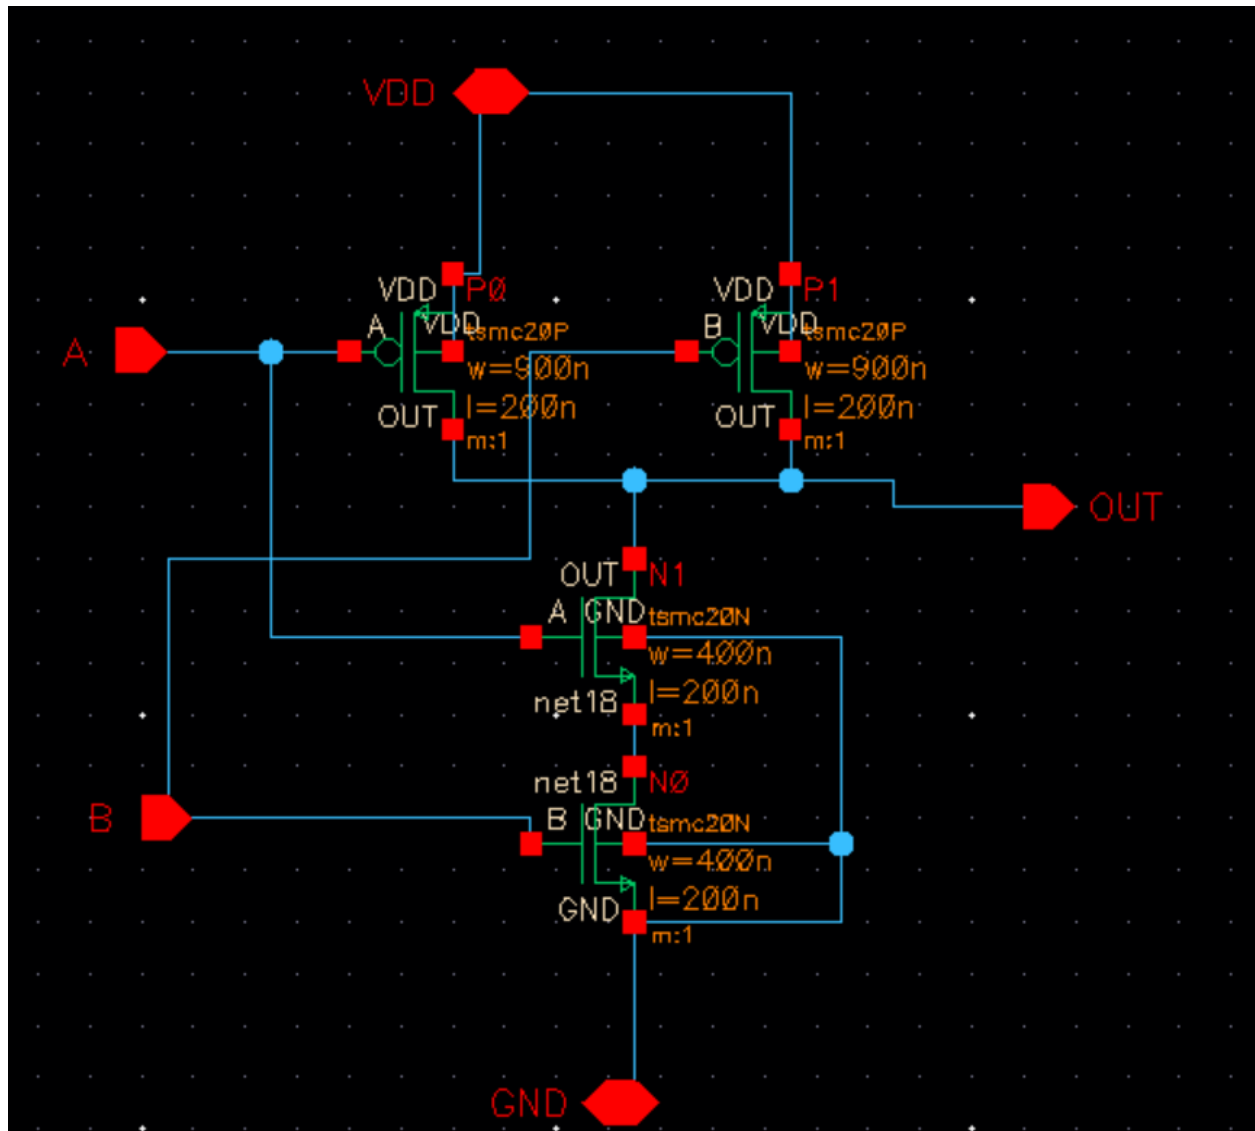 VDD
VDD P0
A VDD tsmc20P
w=900n
l=200n
OUT
m:1
VDD P1
B VDD tsmc20P
w=900n
l=200n
OUT
m:1
A
OUT
OUT N1
A GND tsmc20N
w=400n
l=200n
net18
m:1
net18 N0
B GND tsmc20N
w=400n
l=200n
GND
m:1
B
GND